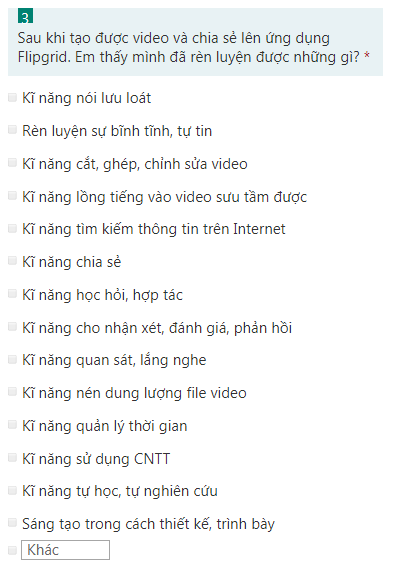 3
Sau khi tạo được video và chia sẻ lên ứng dụng
Flipgrid. Em thấy mình đã rèn luyện được những gì? *
Kĩ năng nói lưu loát
Rèn luyện sự bĩnh tĩnh, tự tin
Kĩ năng cắt, ghép, chỉnh sửa video
Kĩ năng lồng tiếng vào video sưu tầm được
Kĩ năng tìm kiếm thông tin trên Internet
Kĩ năng chia sẻ
Kĩ năng học hỏi, hợp tác
Kĩ năng cho nhận xét, đánh giá, phản hồi
Kĩ năng quan sát, lắng nghe
Kĩ năng nén dung lượng file video
Kĩ năng quản lý thời gian
Kĩ năng sử dụng CNTT
Kĩ năng tự học, tự nghiên cứu
Sáng tạo trong cách thiết kế, trình bày
Khác